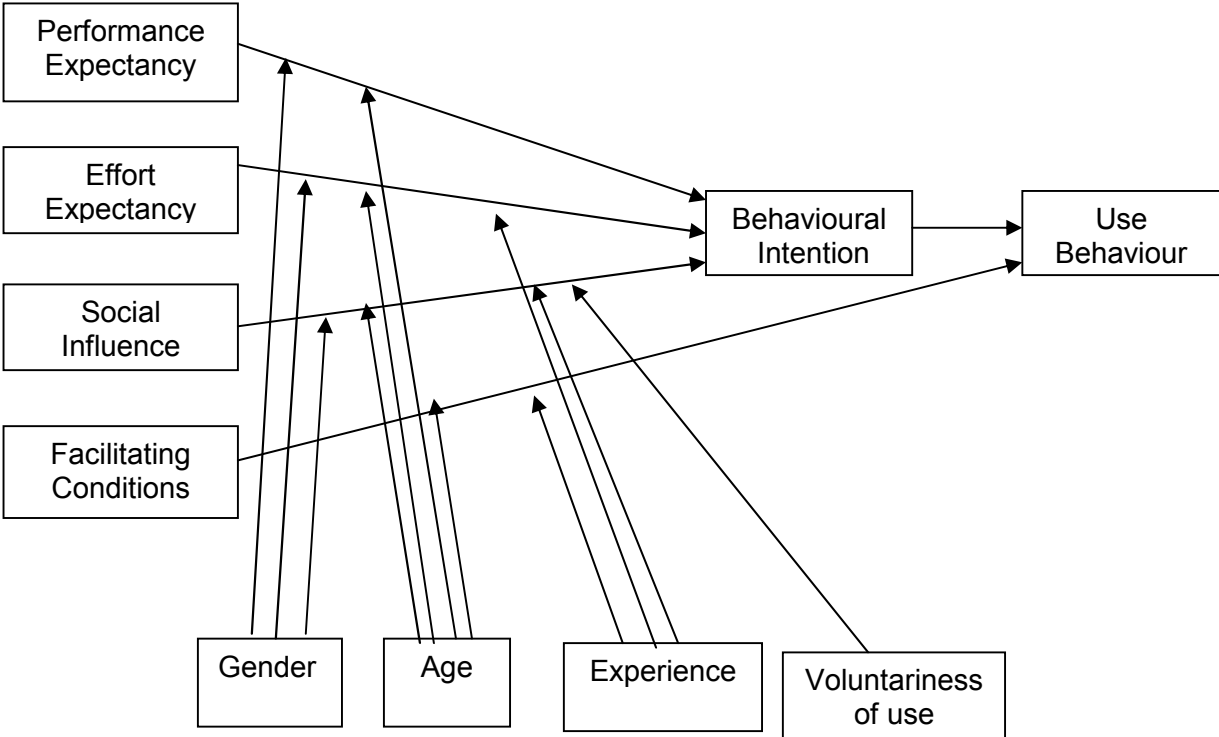 Performance
Expectancy
Effort
Expectancy
Behavioural
Intention
Use
Behaviour
Social
Influence
Facilitating
Conditions
Gender
Age
Experience
Voluntariness
of use